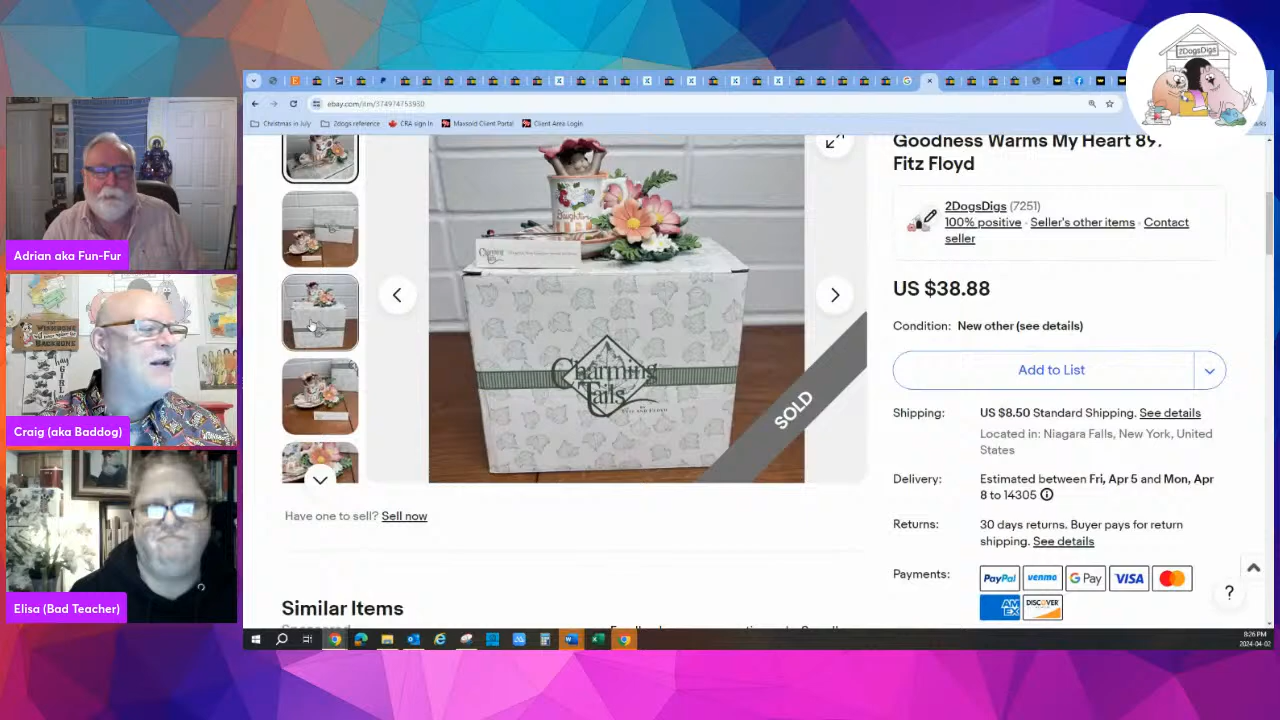 2DogsDigs
ebay.com/itm/374974753930
Christmas in July
2dogs reference
CRA sign In
Maxsold Client Portal
Client Area Login
Adrian aka Fun-Fur
Craig (aka Baddog)
Elisa (Bad Teacher)
Charming
Tails
SOLD
Have one to sell? Sell now
Similar Items
Goodness Warms My Heart 89.
Fitz Floyd
2DogsDigs (7251)
100% positive · Seller's other items · Contact
seller
US $38.88
Condition: New other (see details)
Add to List
Shipping: US $8.50 Standard Shipping. See details
Located in: Niagara Falls, New York, United
States
Delivery: Estimated between Fri, Apr 5 and Mon, Apr
8 to 14305
Returns: 30 days returns. Buyer pays for return
shipping. See details
Payments: PayPal venmo G Pay VISA
AM EX DISCOVER
?
8:26 PM
2024-04-02